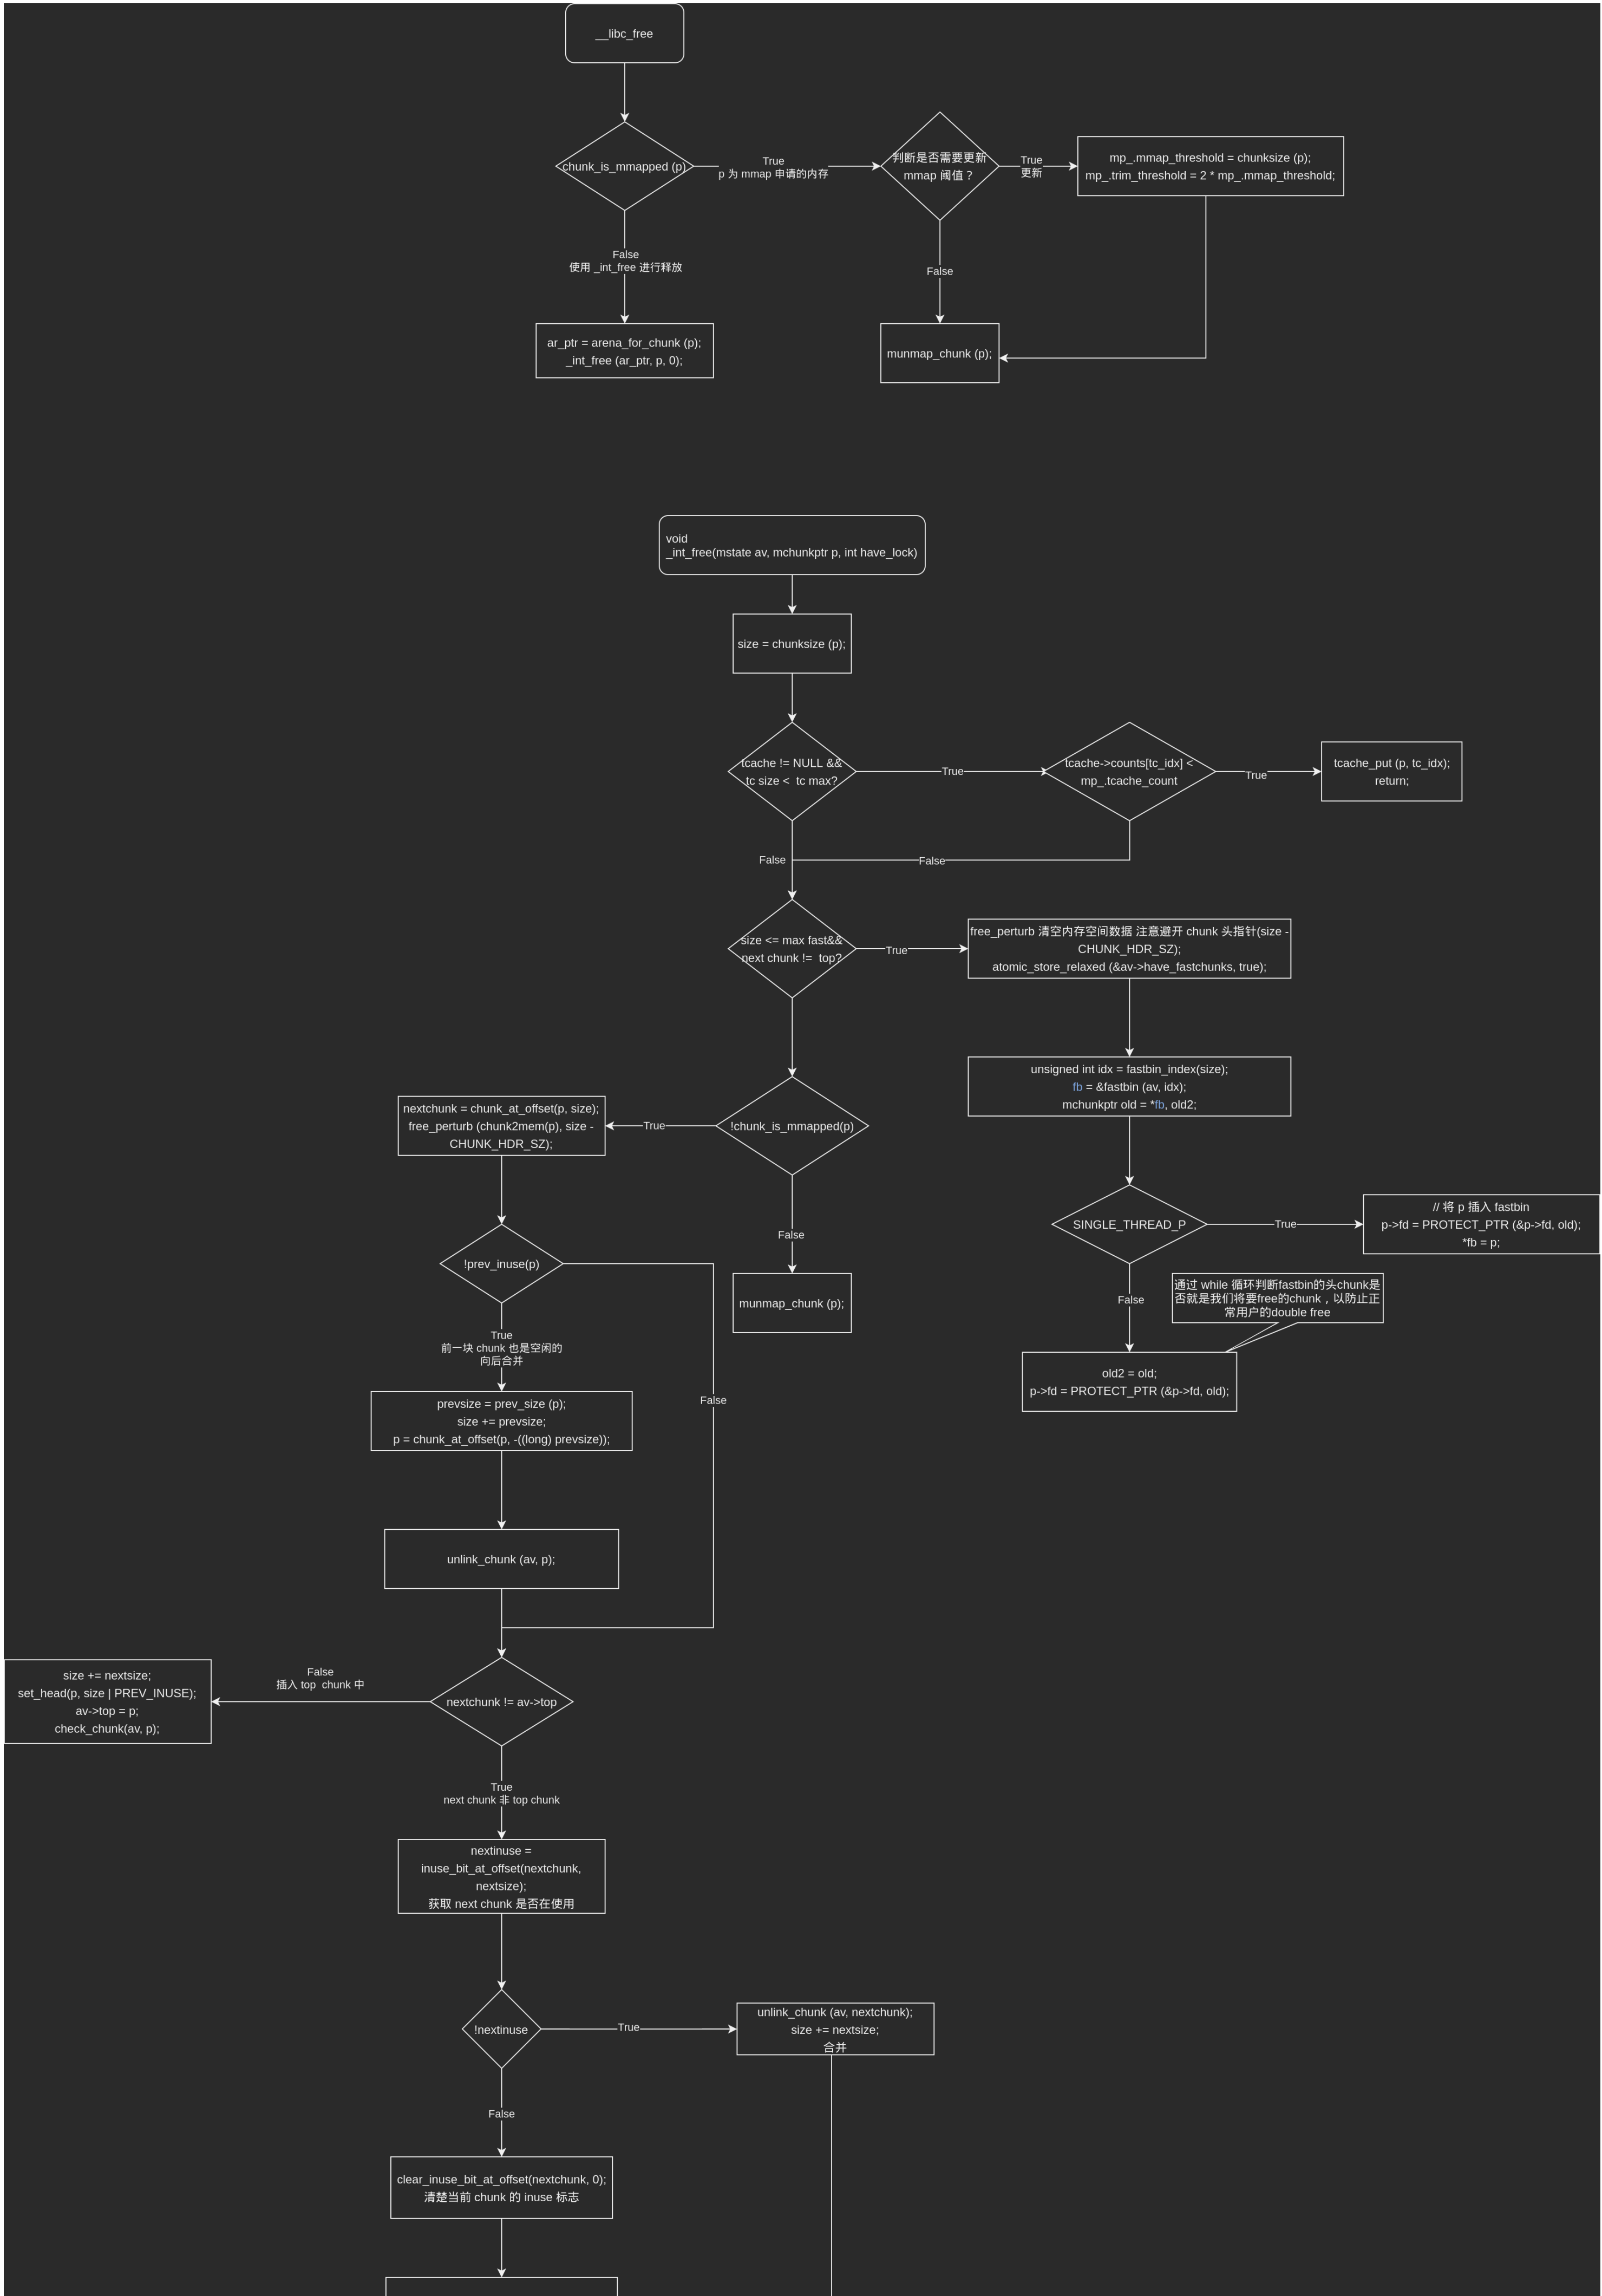 __libc_free
chunk_is_mmapped (p)
True
p 为 mmap 申请的内存
判断是否需要更新
mmap 阈值？
True
更新
mp_.mmap_threshold = chunksize (p);
mp_.trim_threshold = 2 * mp_.mmap_threshold;
False
使用 _int_free 进行释放
False
ar_ptr = arena_for_chunk (p);
_int_free (ar_ptr, p, 0);
munmap_chunk (p);
void
_int_free(mstate av, mchunkptr p, int have_lock)
size = chunksize (p);
tcache != NULL &&
tc size <  tc max?
True
tcache->counts[tc_idx] <
mp_.tcache_count
True
tcache_put (p, tc_idx);
return;
False
False
size <= max fast&&
next chunk !=  top?
True
free_perturb 清空内存空间数据 注意避开 chunk 头指针(size -
CHUNK_HDR_SZ);
atomic_store_relaxed (&av->have_fastchunks, true);
unsigned int idx = fastbin_index(size);
fb = &fastbin (av, idx);
mchunkptr old = *fb, old2;
nextchunk = chunk_at_offset(p, size);
free_perturb (chunk2mem(p), size -
CHUNK_HDR_SZ);
True
!chunk_is_mmapped(p)
SINGLE_THREAD_P
True
// 将 p 插入 fastbin
p->fd = PROTECT_PTR (&p->fd, old);
*fb = p;
!prev_inuse(p)
False
munmap_chunk (p);
False
通过 while 循环判断fastbin的头chunk是
否就是我们将要free的chunk，以防止正
常用户的double free
True
前一块 chunk 也是空闲的
向后合并
old2 = old;
p->fd = PROTECT_PTR (&p->fd, old);
False
prevsize = prev_size (p);
size += prevsize;
p = chunk_at_offset(p, -((long) prevsize));
unlink_chunk (av, p);
size += nextsize;
set_head(p, size | PREV_INUSE);
av->top = p;
check_chunk(av, p);
False
插入 top  chunk 中
nextchunk != av->top
True
next chunk 非 top chunk
nextinuse =
inuse_bit_at_offset(nextchunk,
nextsize);
获取 next chunk 是否在使用
!nextinuse
True
unlink_chunk (av, nextchunk);
size += nextsize;
合并
False
clear_inuse_bit_at_offset(nextchunk, 0);
清楚当前 chunk 的 inuse 标志